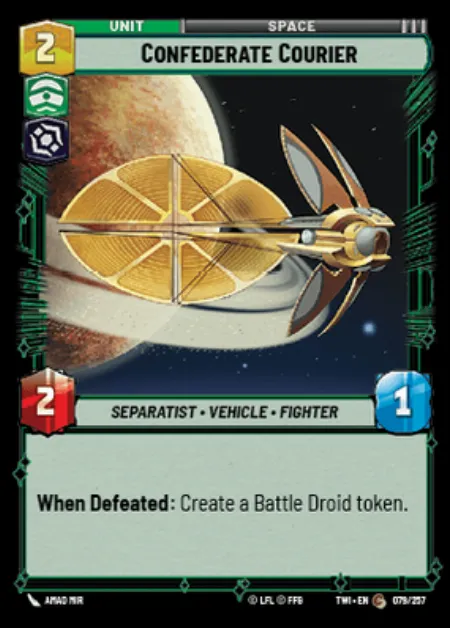 UNIT SPACE
2 CONFEDERATE COURIER
2 SEPARATIST • VEHICLE • FIGHTER 1
When Defeated: Create a Battle Droid token.
AMAD MIR © LFL © FFG TWI • EN C 079/257